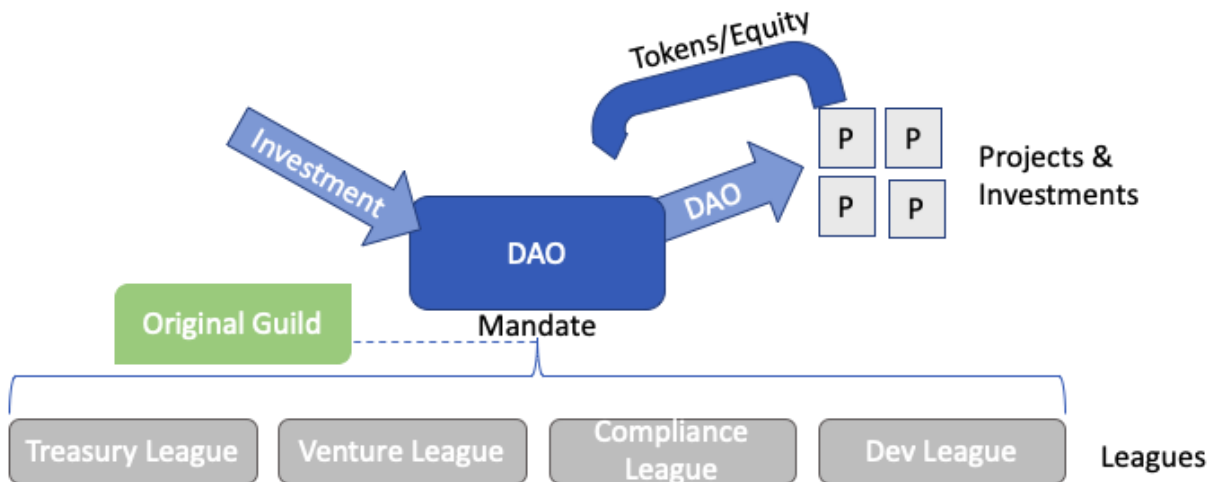 Tokens/Equity
Investment
DAO
P
P
P
P
Projects &
Investments
DAO
Original Guild
Mandate
Treasury League
Venture League
Compliance
League
Dev League
Leagues